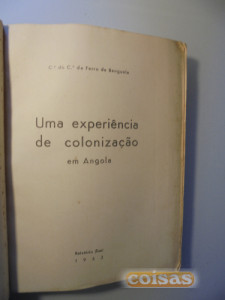 C.ª do C.º de Ferro de Benguela
Uma experiência
de colonização
em Angola
coisas